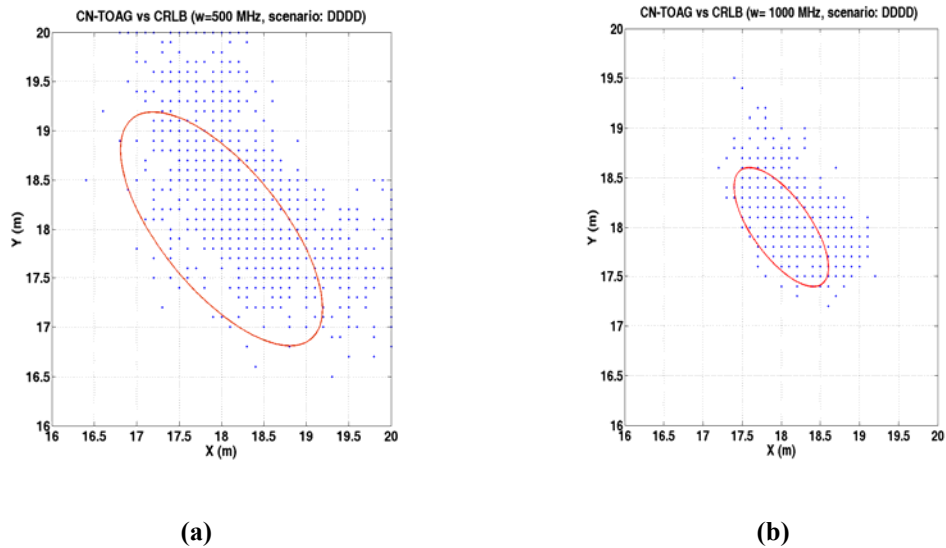 CN-TOAG vs CRLB (w=500 MHz, scenario: DDDD)
20
19.5
19
18.5
18
17.5
17
16.5
16
Y (m)
16 16.5 17 17.5 18 18.5 19 19.5 20
X (m)
(a)
CN-TOAG vs CRLB (w= 1000 MHz, scenario: DDDD)
20
19.5
19
18.5
18
17.5
17
16.5
16
Y (m)
16 16.5 17 17.5 18 18.5 19 19.5 20
X (m)
(b)